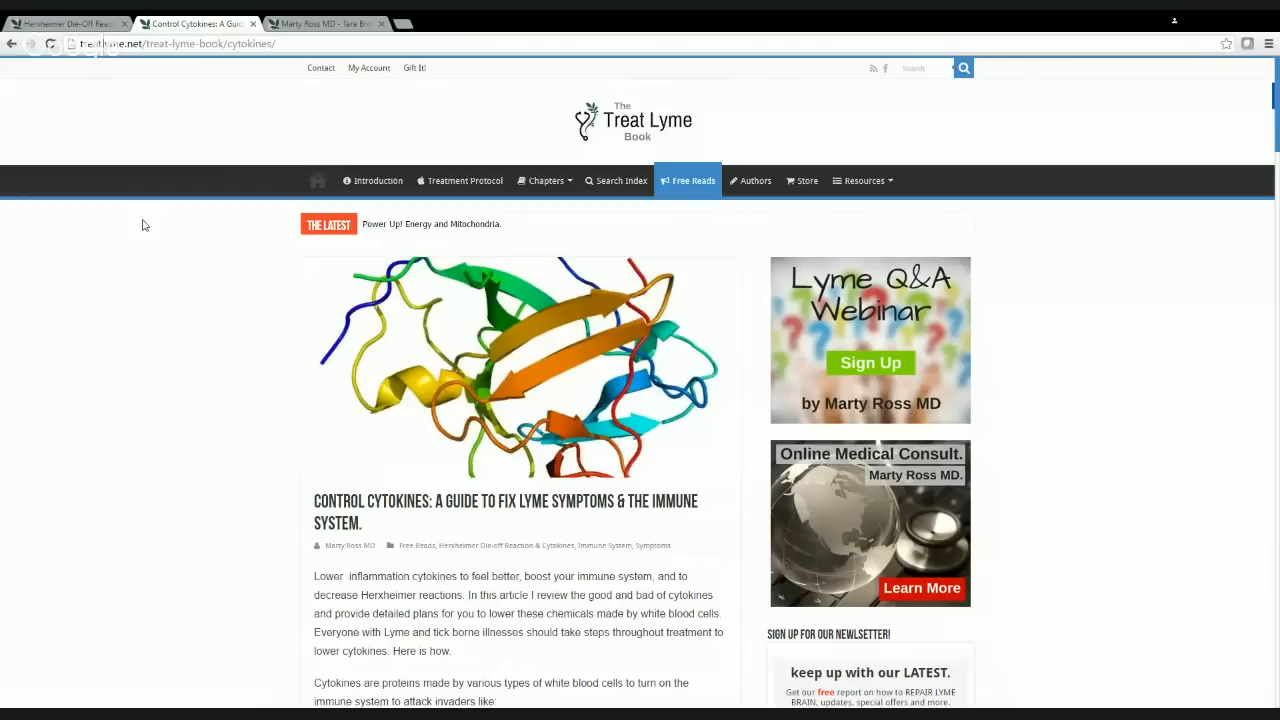 Herxheimer Die-Off Reac
Control Cytokines: A Guid
Marty Ross MD - Tara Bro
treatlyme.net/treat-lyme-book/cytokines/
Contact My Account Gift It!
Search
The
Treat Lyme
Book
Introduction Treatment Protocol Chapters Search Index Free Reads Authors Store Resources
THE LATEST Power Up! Energy and Mitochondria.
Lyme Q&A
Webinar
Sign Up
by Marty Ross MD
Online Medical Consult.
Marty Ross MD.
Learn More
CONTROL CYTOKINES: A GUIDE TO FIX LYME SYMPTOMS & THE IMMUNE
SYSTEM.
Marty Ross MD Free Reads, Herxheimer Die-off Reaction & Cytokines, Immune System, Symptoms
Lower inflammation cytokines to feel better, boost your immune system, and to
decrease Herxheimer reactions. In this article I review the good and bad of cytokines
and provide detailed plans for you to lower these chemicals made by white blood cells.
Everyone with Lyme and tick borne illnesses should take steps throughout treatment to
lower cytokines. Here is how.
Cytokines are proteins made by various types of white blood cells to turn on the
immune system to attack invaders like:
SIGN UP FOR OUR NEWLSETTER!
keep up with our LATEST.
Get our free report on how to REPAIR LYME
BRAIN, updates, special offers and more.